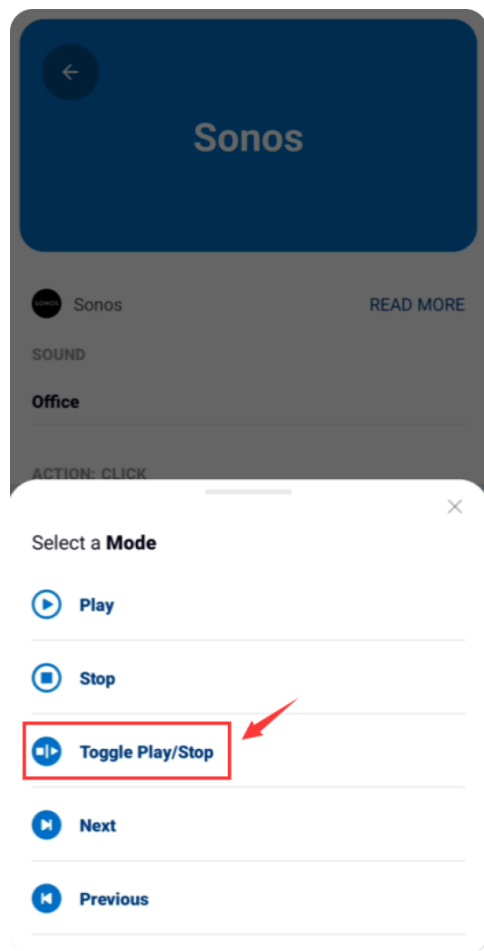 Sonos
SONOS Sonos READ MORE
SOUND
Office
ACTION: CLICK
Select a Mode
Play
Stop
Toggle Play/Stop
Next
Previous